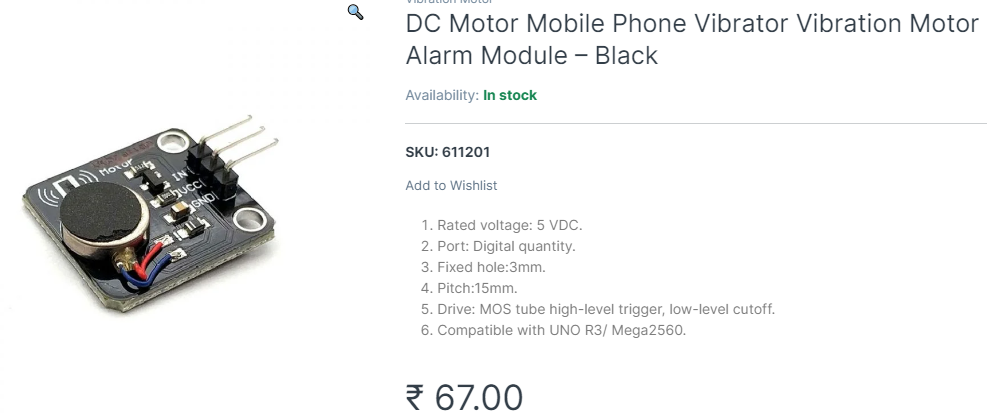 Vibration Motor
DC Motor Mobile Phone Vibrator Vibration Motor
Alarm Module – Black
Availability: In stock
SKU: 611201
Add to Wishlist
1. Rated voltage: 5 VDC.
2. Port: Digital quantity.
3. Fixed hole:3mm.
4. Pitch:15mm.
5. Drive: MOS tube high-level trigger, low-level cutoff.
6. Compatible with UNO R3/ Mega2560.
₹ 67.00
Motor
IN
VCC
GND